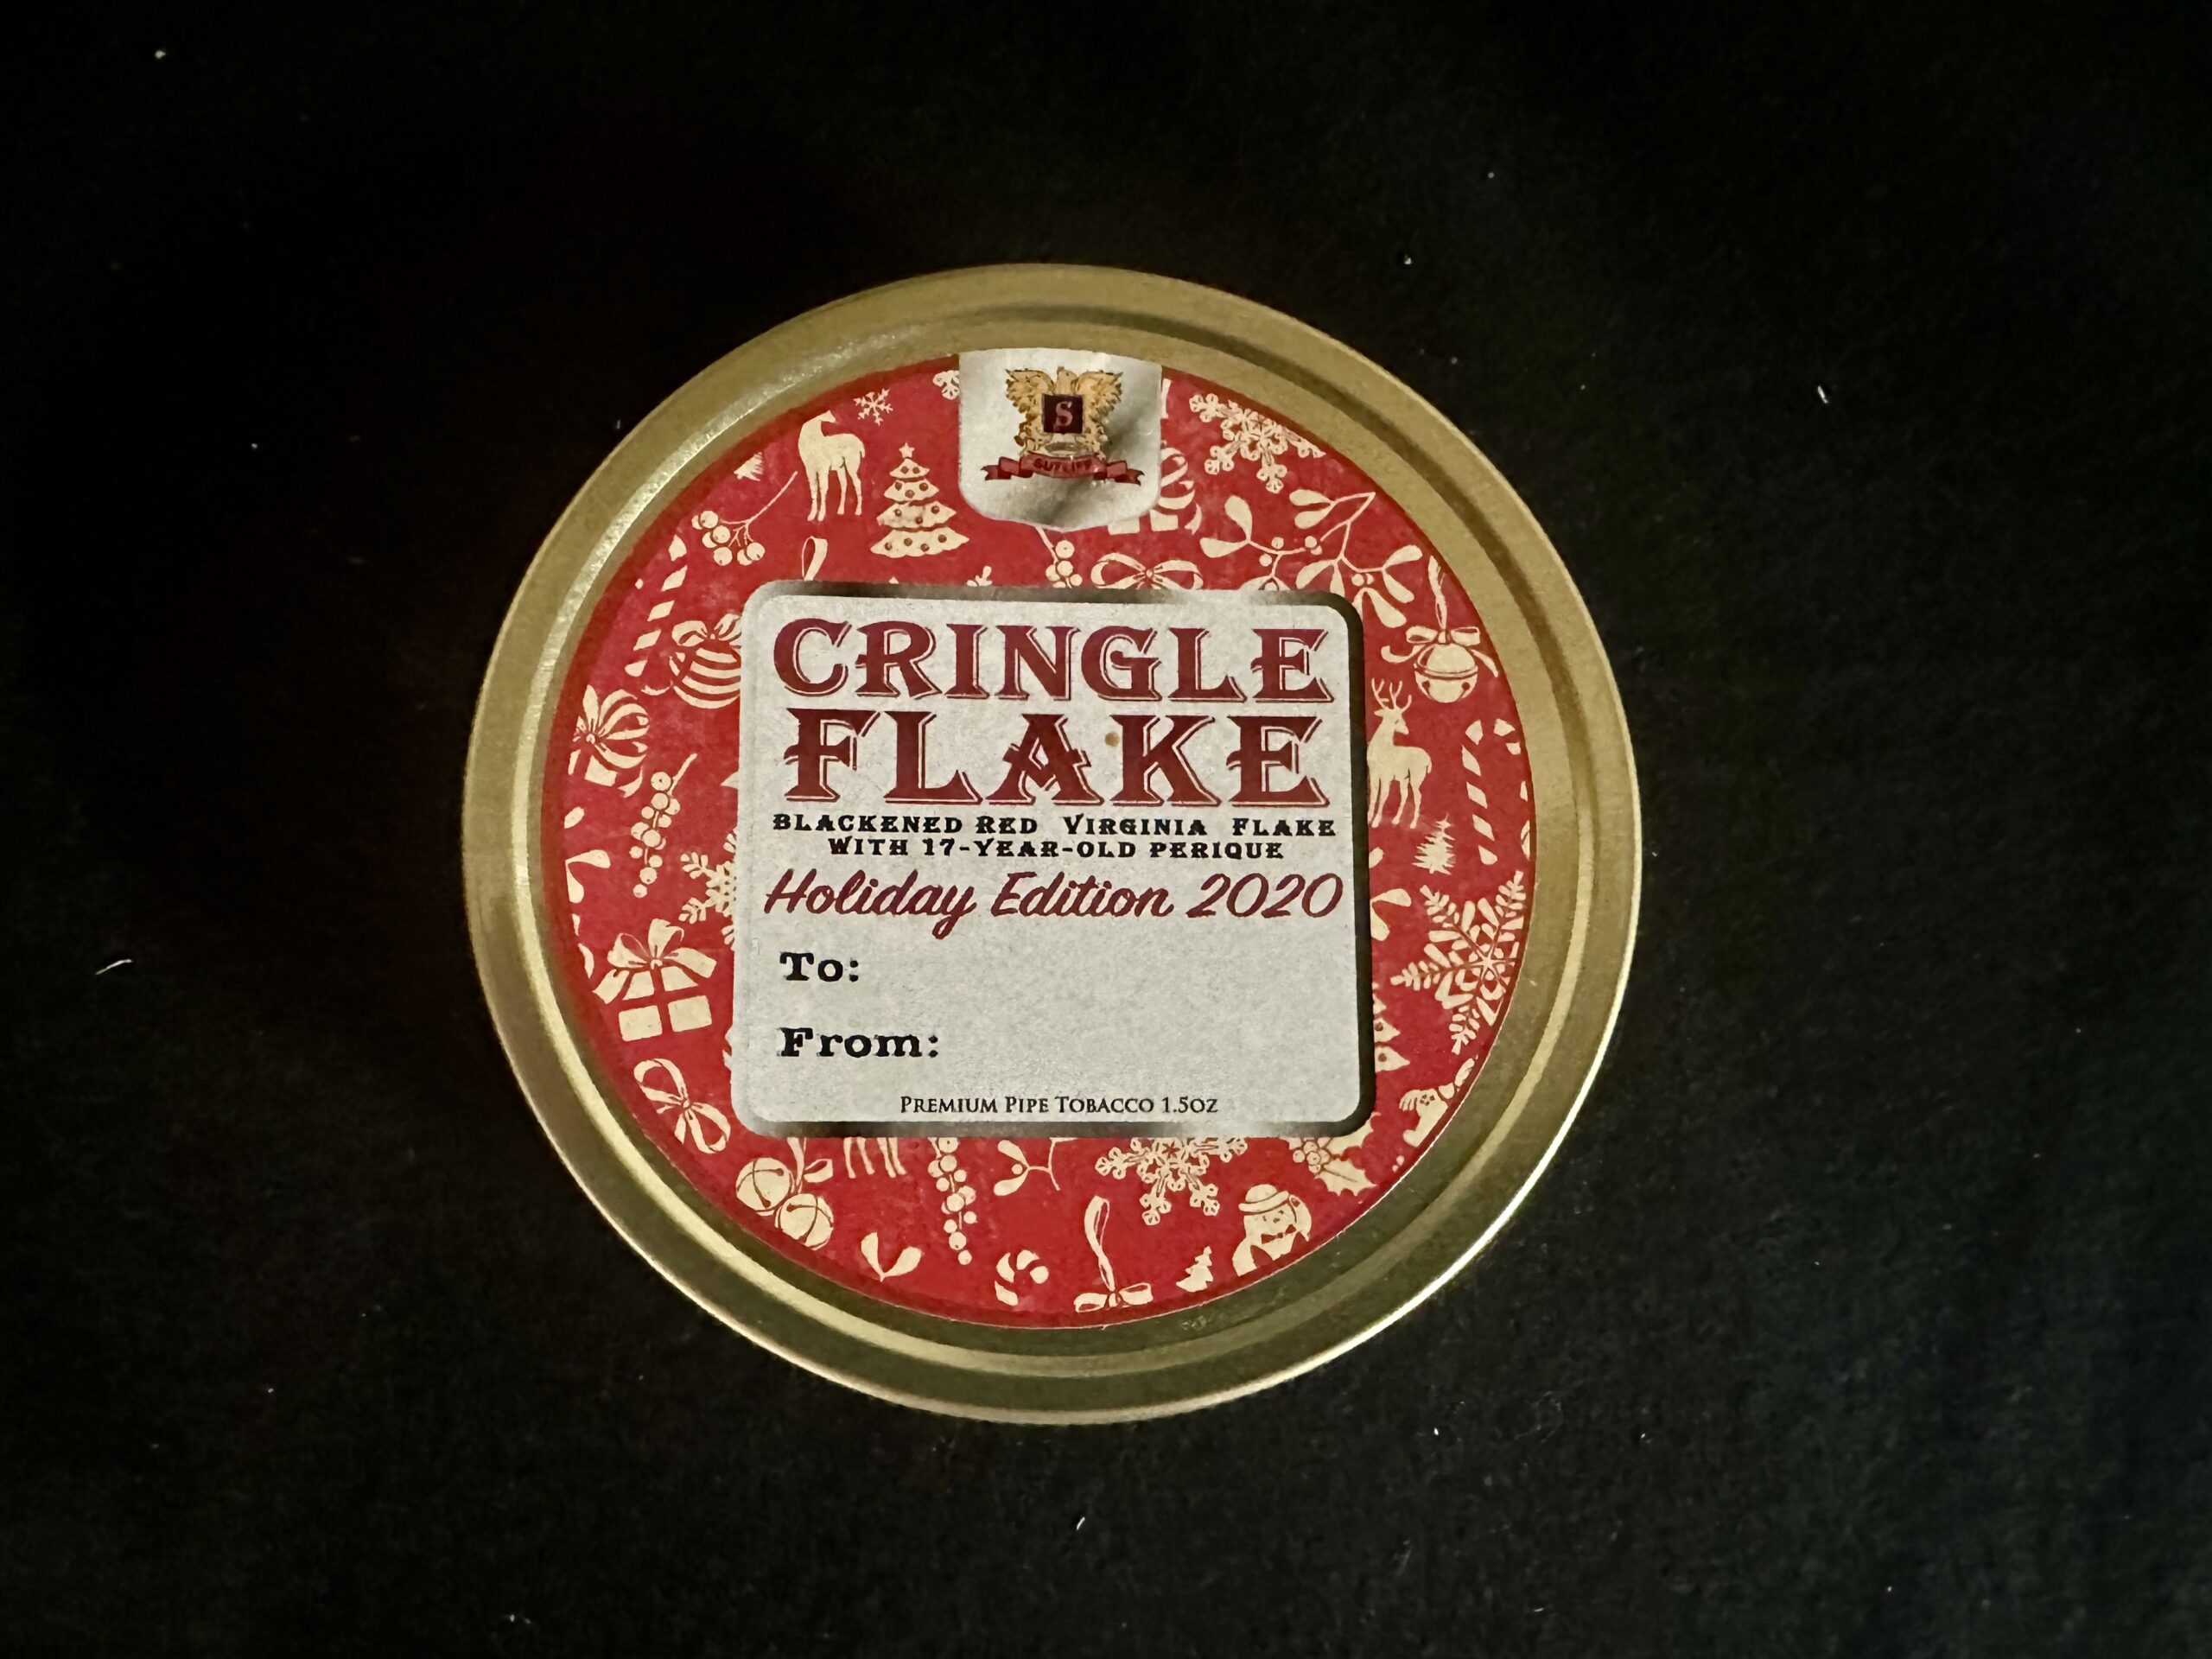 S
SUTLIFF
CRINGLE
FLAKE
BLACKENED RED VIRGINIA FLAKE
WITH 17-YEAR-OLD PERIQUE
Holiday Edition 2020
To:
From:
PREMIUM PIPE TOBACCO 1.5OZ